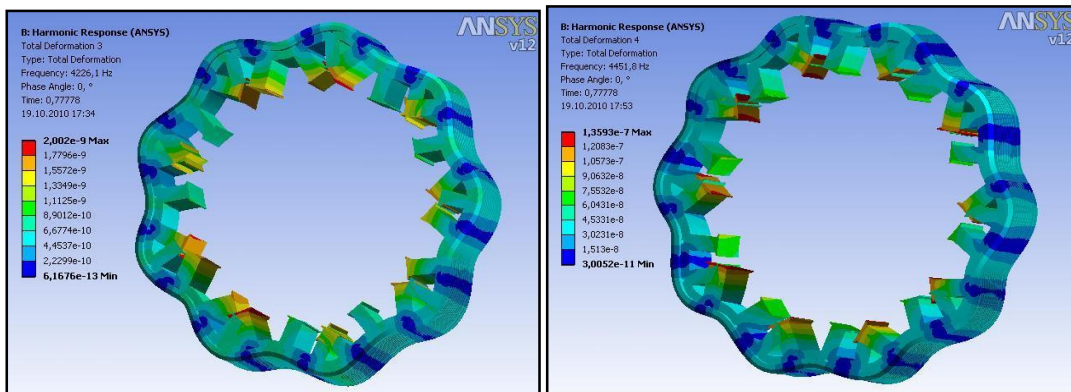 B: Harmonic Response (ANSYS)
Total Deformation 3
Type: Total Deformation
Frequency: 4226,1 Hz
Phase Angle: 0, °
Time: 0,77778
19.10.2010 17:34
2,002e-9 Max
1,7796e-9
1,5572e-9
1,3349e-9
1,1125e-9
8,9012e-10
6,6774e-10
4,4537e-10
2,2299e-10
6,1676e-13 Min
ANSYS
v12
B: Harmonic Response (ANSYS)
Total Deformation 4
Type: Total Deformation
Frequency: 4451,8 Hz
Phase Angle: 0, °
Time: 0,77778
19.10.2010 17:53
1,3593e-7 Max
1,2083e-7
1,0573e-7
9,0632e-8
7,5532e-8
6,0431e-8
4,5331e-8
3,0231e-8
1,513e-8
3,0052e-11 Min
ANSYS
v12